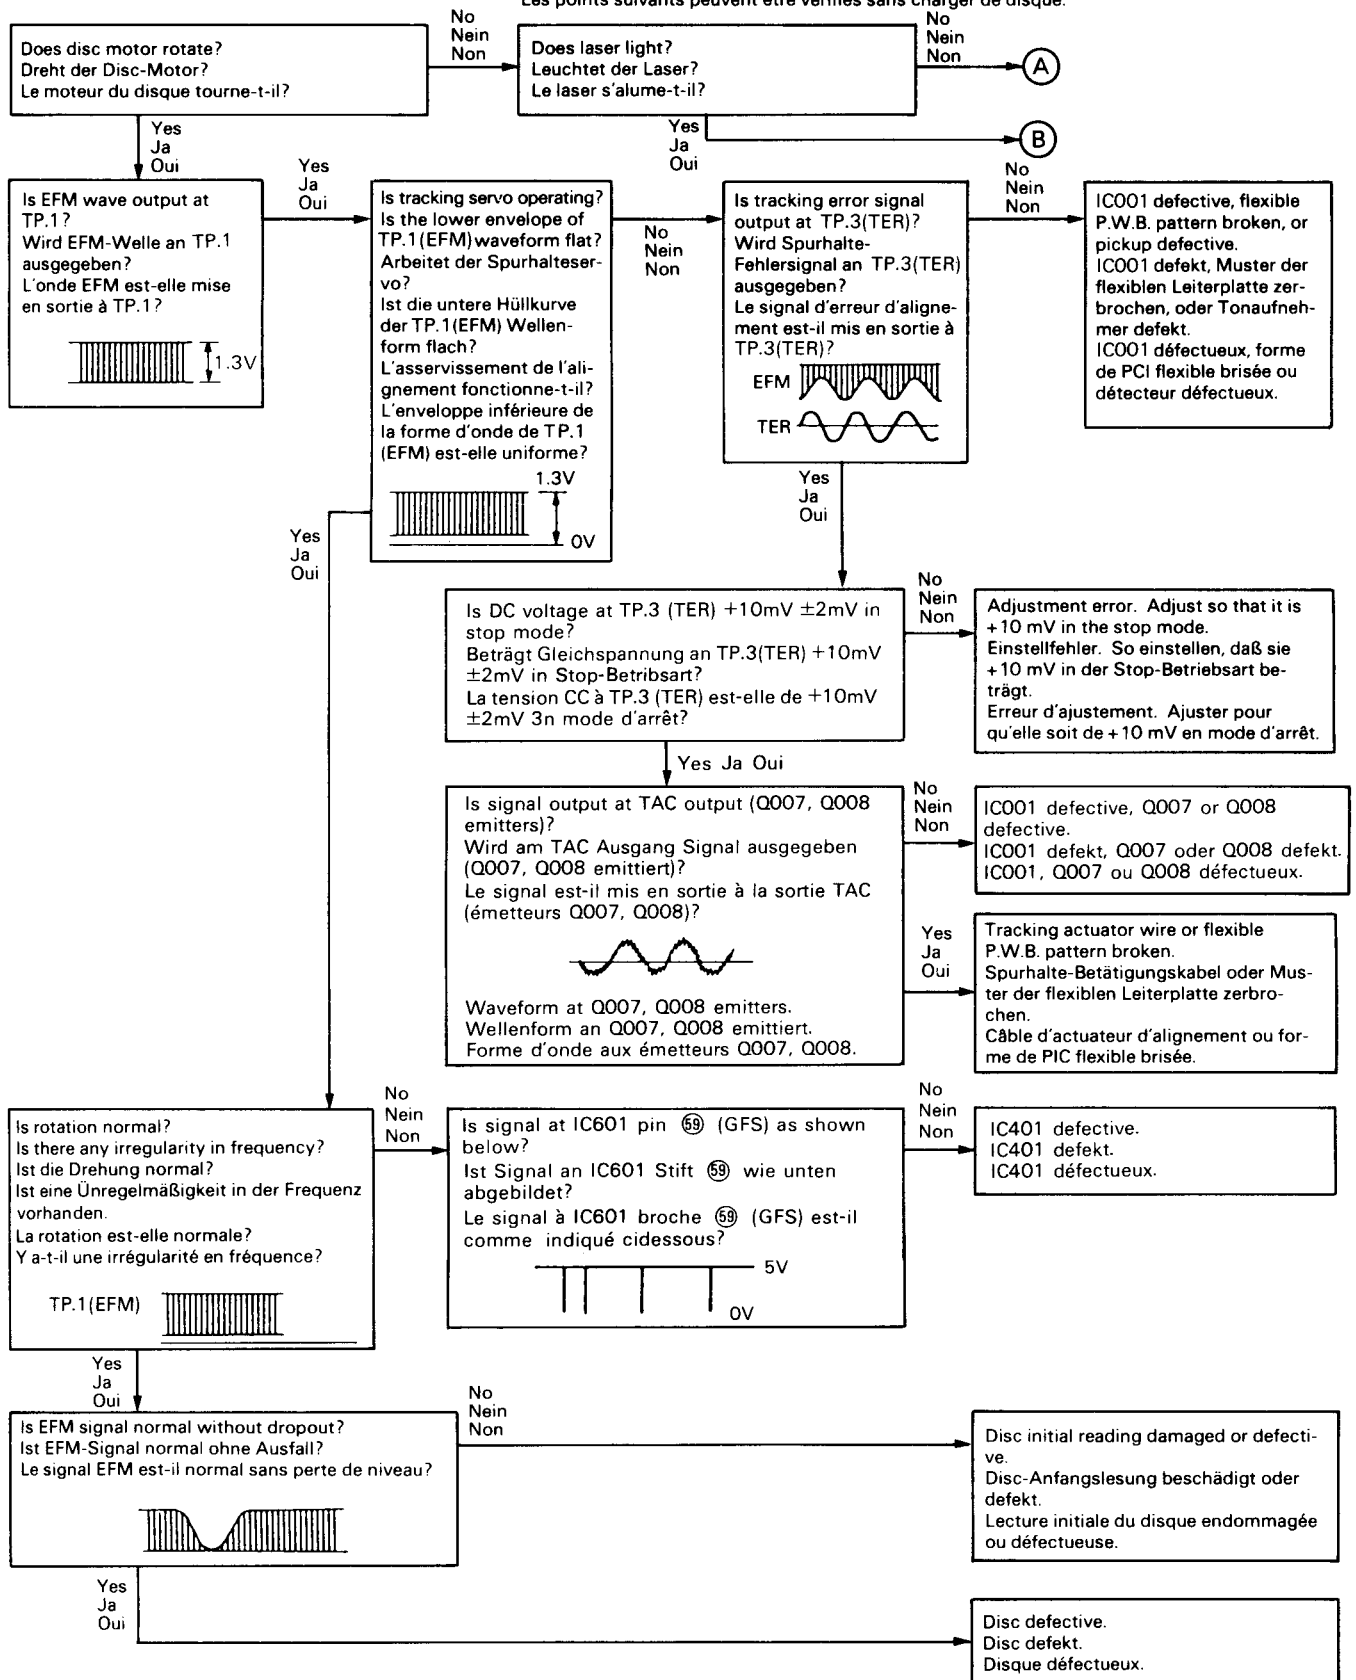 Les points suivants peuvent être vérifiés sans charger de disque.
Does disc motor rotate?
Dreht der Disc-Motor?
Le moteur du disque tourne-t-il?
No
Nein
Non
Does laser light?
Leuchtet der Laser?
Le laser s'alume-t-il?
No
Nein
Non
A
Yes
Ja
Oui
B
Yes
Ja
Oui
Is EFM wave output at
TP.1?
Wird EFM-Welle an TP.1
ausgegeben?
L'onde EFM est-elle mise
en sortie à TP.1?
1.3V
Yes
Ja
Oui
Is tracking servo operating?
Is the lower envelope of
TP.1(EFM)waveform flat?
Arbeitet der Spurhalteser-
vo?
Ist die untere Hüllkurve
der TP.1(EFM) Wellen-
form flach?
L'asservissement de l'ali-
gnement fonctionne-t-il?
L'enveloppe inférieure de
la forme d'onde de TP.1
(EFM) est-elle uniforme?
1.3V
0V
No
Nein
Non
Is tracking error signal
output at TP.3(TER)?
Wird Spurhalte-
Fehlersignal an TP.3(TER)
ausgegeben?
Le signal d'erreur d'aligne-
ment est-il mis en sortie à
TP.3(TER)?
EFM
TER
No
Nein
Non
IC001 defective, flexible
P.W.B. pattern broken, or
pickup defective.
IC001 defekt, Muster der
flexiblen Leiterplatte zer-
brochen, oder Tonaufneh-
mer defekt.
IC001 défectueux, forme
de PCI flexible brisée ou
détecteur défectueux.
Yes
Ja
Oui
Yes
Ja
Oui
Is DC voltage at TP.3 (TER) +10mV ±2mV in
stop mode?
Beträgt Gleichspannung an TP.3(TER) +10mV
±2mV in Stop-Betribsart?
La tension CC à TP.3 (TER) est-elle de +10mV
±2mV 3n mode d'arrêt?
No
Nein
Non
Adjustment error. Adjust so that it is
+10 mV in the stop mode.
Einstellfehler. So einstellen, daß sie
+10 mV in der Stop-Betriebsart be-
trägt.
Erreur d'ajustement. Ajuster pour
qu'elle soit de +10 mV en mode d'arrêt.
Yes Ja Oui
Is signal output at TAC output (Q007, Q008
emitters)?
Wird am TAC Ausgang Signal ausgegeben
(Q007, Q008 emittiert)?
Le signal est-il mis en sortie à la sortie TAC
(émetteurs Q007, Q008)?
Waveform at Q007, Q008 emitters.
Wellenform an Q007, Q008 emittiert.
Forme d'onde aux émetteurs Q007, Q008.
No
Nein
Non
IC001 defective, Q007 or Q008
defective.
IC001 defekt, Q007 oder Q008 defekt.
IC001, Q007 ou Q008 défectueux.
Yes
Ja
Oui
Tracking actuator wire or flexible
P.W.B. pattern broken.
Spurhalte-Betätigungskabel oder Mus-
ter der flexiblen Leiterplatte zerbro-
chen.
Câble d'actuateur d'alignement ou for-
me de PIC flexible brisée.
Is rotation normal?
Is there any irregularity in frequency?
Ist die Drehung normal?
Ist eine Ünregelmäßigkeit in der Frequenz
vorhanden.
La rotation est-elle normale?
Y a-t-il une irrégularité en fréquence?
TP.1(EFM)
No
Nein
Non
Is signal at IC601 pin 59 (GFS) as shown
below?
Ist Signal an IC601 Stift 59 wie unten
abgebildet?
Le signal à IC601 broche 59 (GFS) est-il
comme indiqué cidessous?
5V
0V
No
Nein
Non
IC401 defective.
IC401 defekt.
IC401 défectueux.
Yes
Ja
Oui
Is EFM signal normal without dropout?
Ist EFM-Signal normal ohne Ausfall?
Le signal EFM est-il normal sans perte de niveau?
No
Nein
Non
Disc initial reading damaged or defecti-
ve.
Disc-Anfangslesung beschädigt oder
defekt.
Lecture initiale du disque endommagée
ou défectueuse.
Yes
Ja
Oui
Disc defective.
Disc defekt.
Disque défectueux.